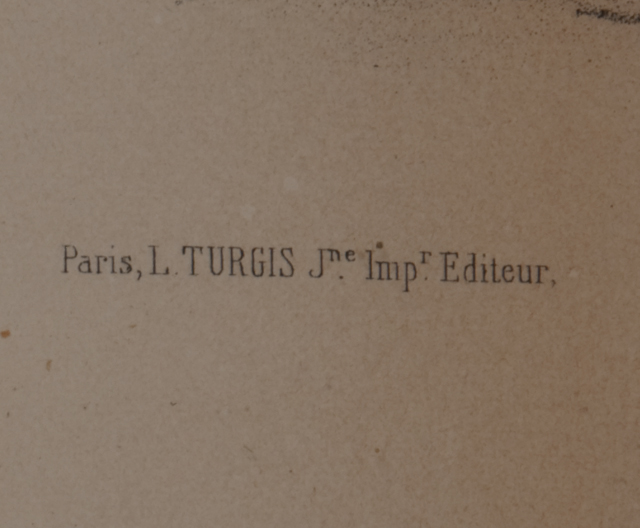 Paris, L. TURGIS Jⁿᵉ. Impʳ. Editeur,